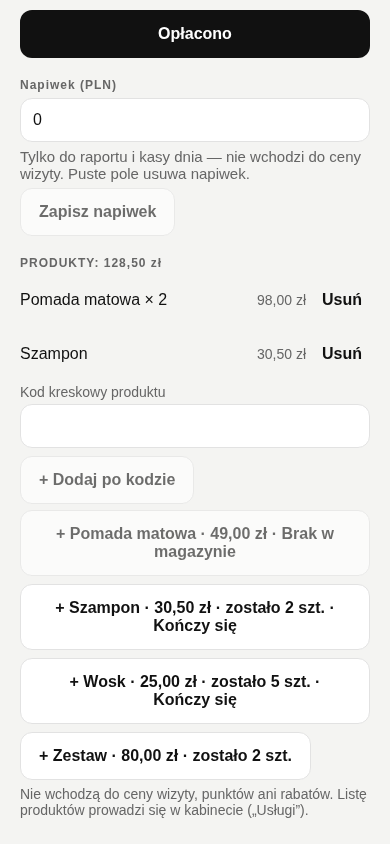 Opłacono
Napiwek (PLN)
0
Tylko do raportu i kasy dnia — nie wchodzi do ceny
wizyty. Puste pole usuwa napiwek.
Zapisz napiwek
PRODUKTY: 128,50 zł
Pomada matowa × 2 98,00 zł Usuń
Szampon 30,50 zł Usuń
Kod kreskowy produktu
+ Dodaj po kodzie
+ Pomada matowa · 49,00 zł · Brak w
magazynie
+ Szampon · 30,50 zł · zostało 2 szt. ·
Kończy się
+ Wosk · 25,00 zł · zostało 5 szt. ·
Kończy się
+ Zestaw · 80,00 zł · zostało 2 szt.
Nie wchodzą do ceny wizyty, punktów ani rabatów. Listę
produktów prowadzi się w kabinecie („Usługi”).